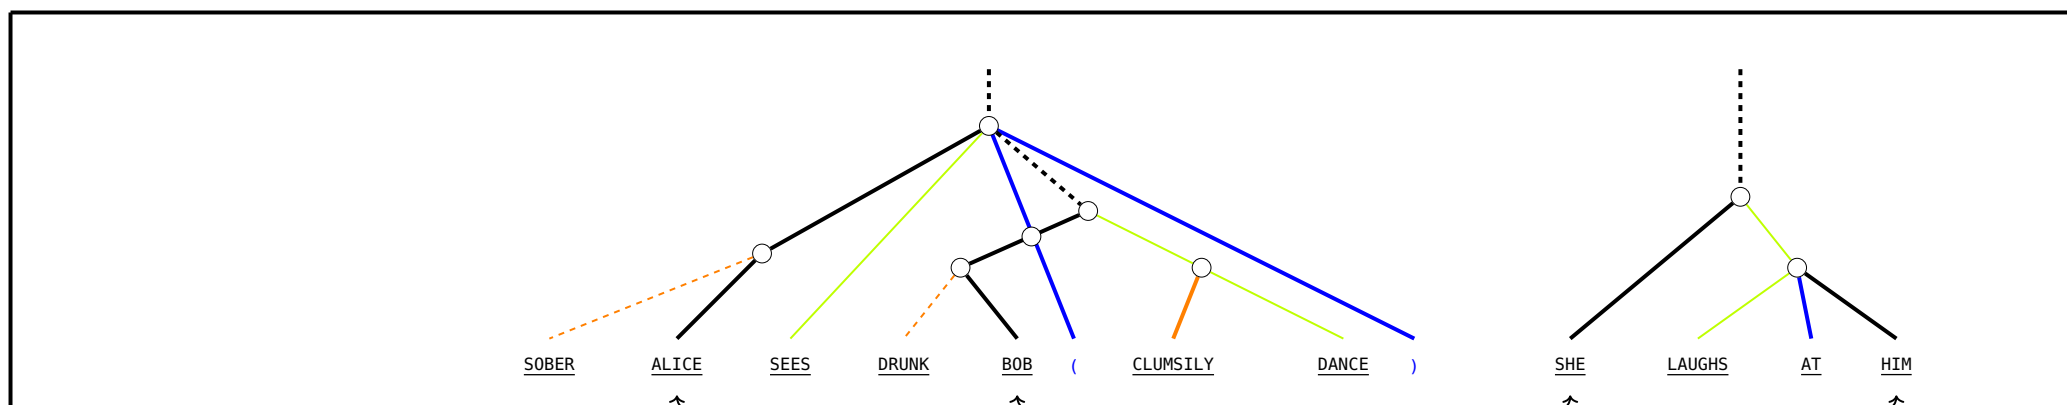 SOBER ALICE SEES DRUNK BOB ( CLUMSILY DANCE ) SHE LAUGHS AT HIM